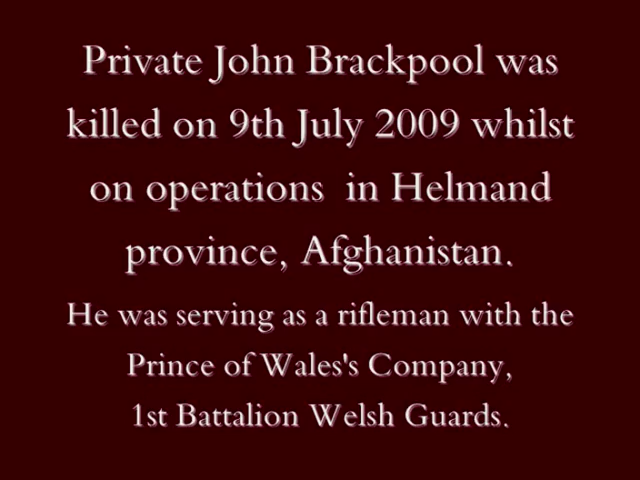 Private John Brackpool was
killed on 9th July 2009 whilst
on operations in Helmand
province, Afghanistan.
He was serving as a rifleman with the
Prince of Wales's Company,
1st Battalion Welsh Guards.